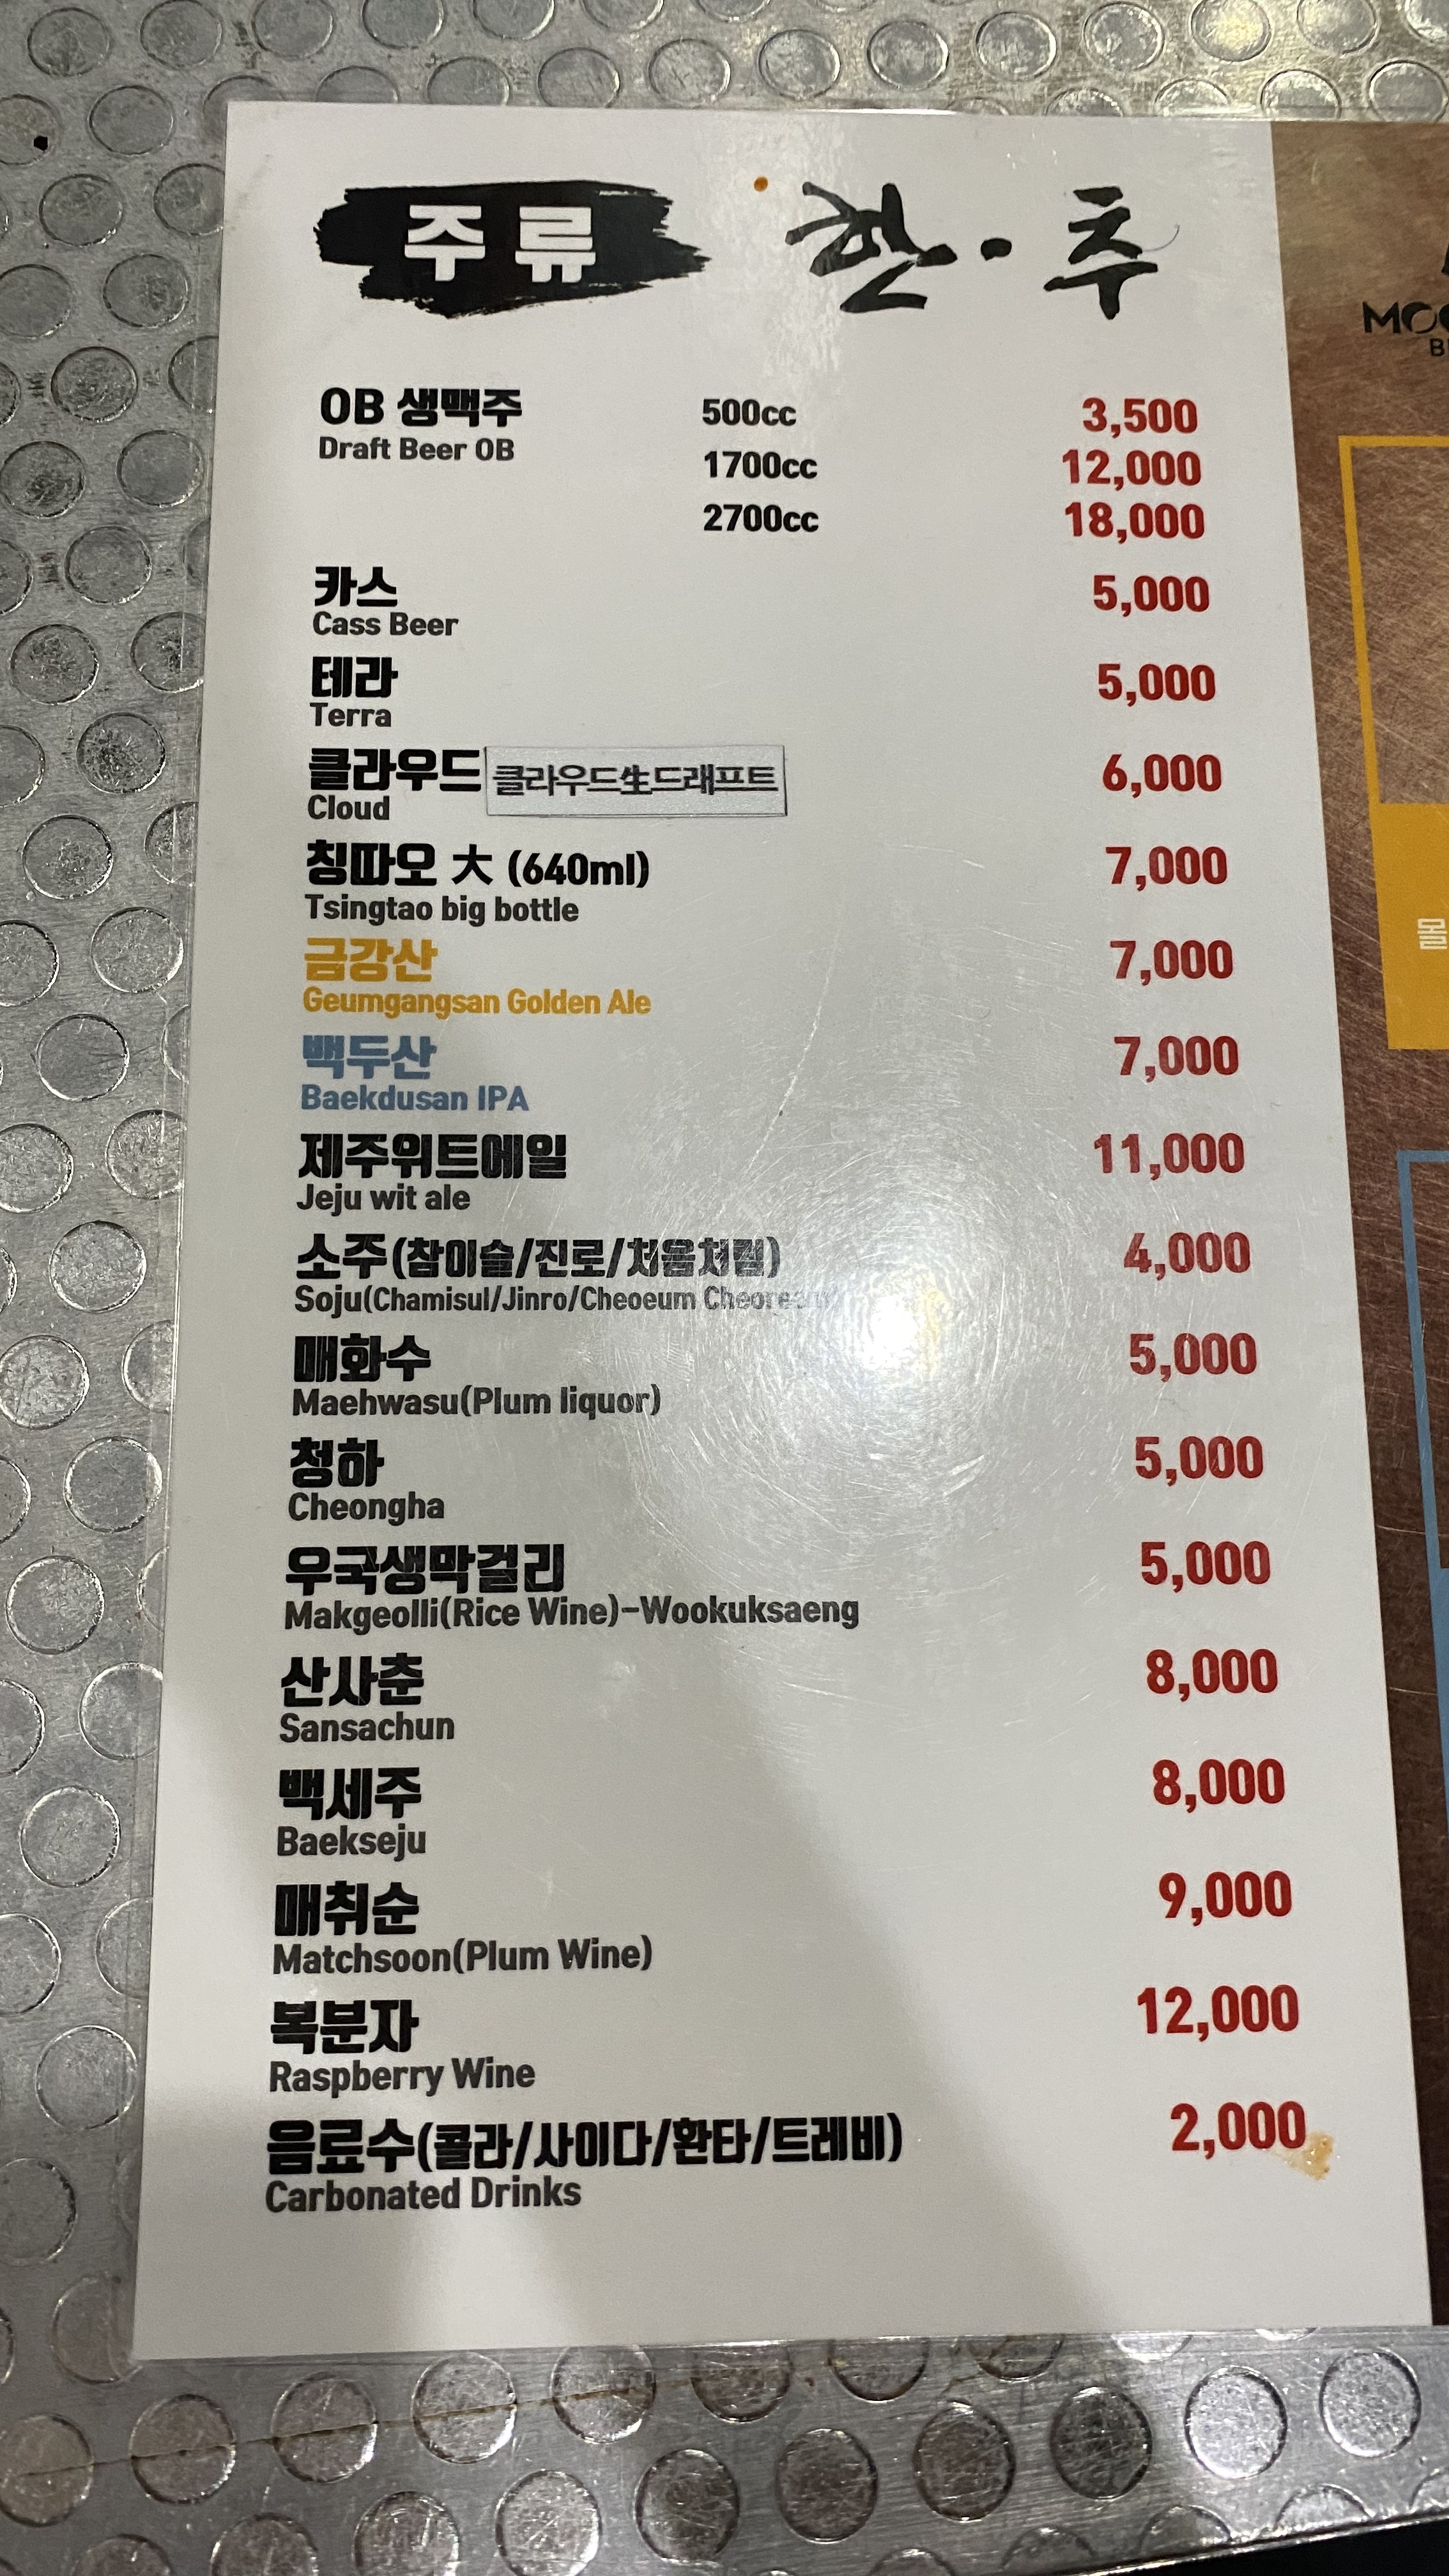 주류
한·추
OB 생맥주 500cc 3,500
Draft Beer OB
1700cc 12,000
2700cc 18,000
카스 5,000
Cass Beer
테라 5,000
Terra
클라우드 클라우드生드래프트 6,000
Cloud
칭따오 大 (640ml) 7,000
Tsingtao big bottle
금강산 7,000
Geumgangsan Golden Ale
백두산 7,000
Baekdusan IPA
제주위트에일 11,000
Jeju wit ale
소주(참이슬/진로/처음처럼) 4,000
Soju(Chamisul/Jinro/Cheoeum
매화수 5,000
Maehwasu(Plum liquor)
청하 5,000
Cheongha
우국생막걸리 5,000
Makgeolli(Rice Wine)-Wookuksaeng
산사춘 8,000
Sansachun
백세주 8,000
Baekseju
매취순 9,000
Matchsoon(Plum Wine)
복분자 12,000
Raspberry Wine
음료수(콜라/사이다/환타/트레비) 2,000
Carbonated Drinks